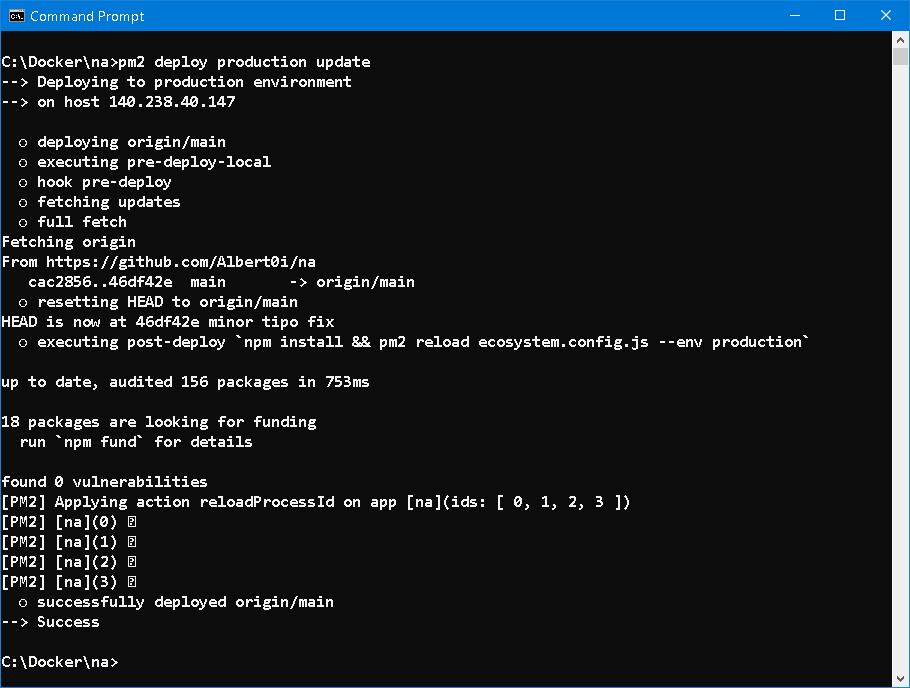 Command Prompt
C:\Docker\na>pm2 deploy production update
--> Deploying to production environment
--> on host 140.238.40.147
○ deploying origin/main
○ executing pre-deploy-local
○ hook pre-deploy
○ fetching updates
○ full fetch
Fetching origin
From https://github.com/Albert0i/na
cac2856..46df42e  main       -> origin/main
○ resetting HEAD to origin/main
HEAD is now at 46df42e minor tipo fix
○ executing post-deploy `npm install && pm2 reload ecosystem.config.js --env production`
up to date, audited 156 packages in 753ms
18 packages are looking for funding
run `npm fund` for details
found 0 vulnerabilities
[PM2] Applying action reloadProcessId on app [na](ids: [ 0, 1, 2, 3 ])
[PM2] [na](0) �
[PM2] [na](1) �
[PM2] [na](2) �
[PM2] [na](3) �
○ successfully deployed origin/main
--> Success
C:\Docker\na>